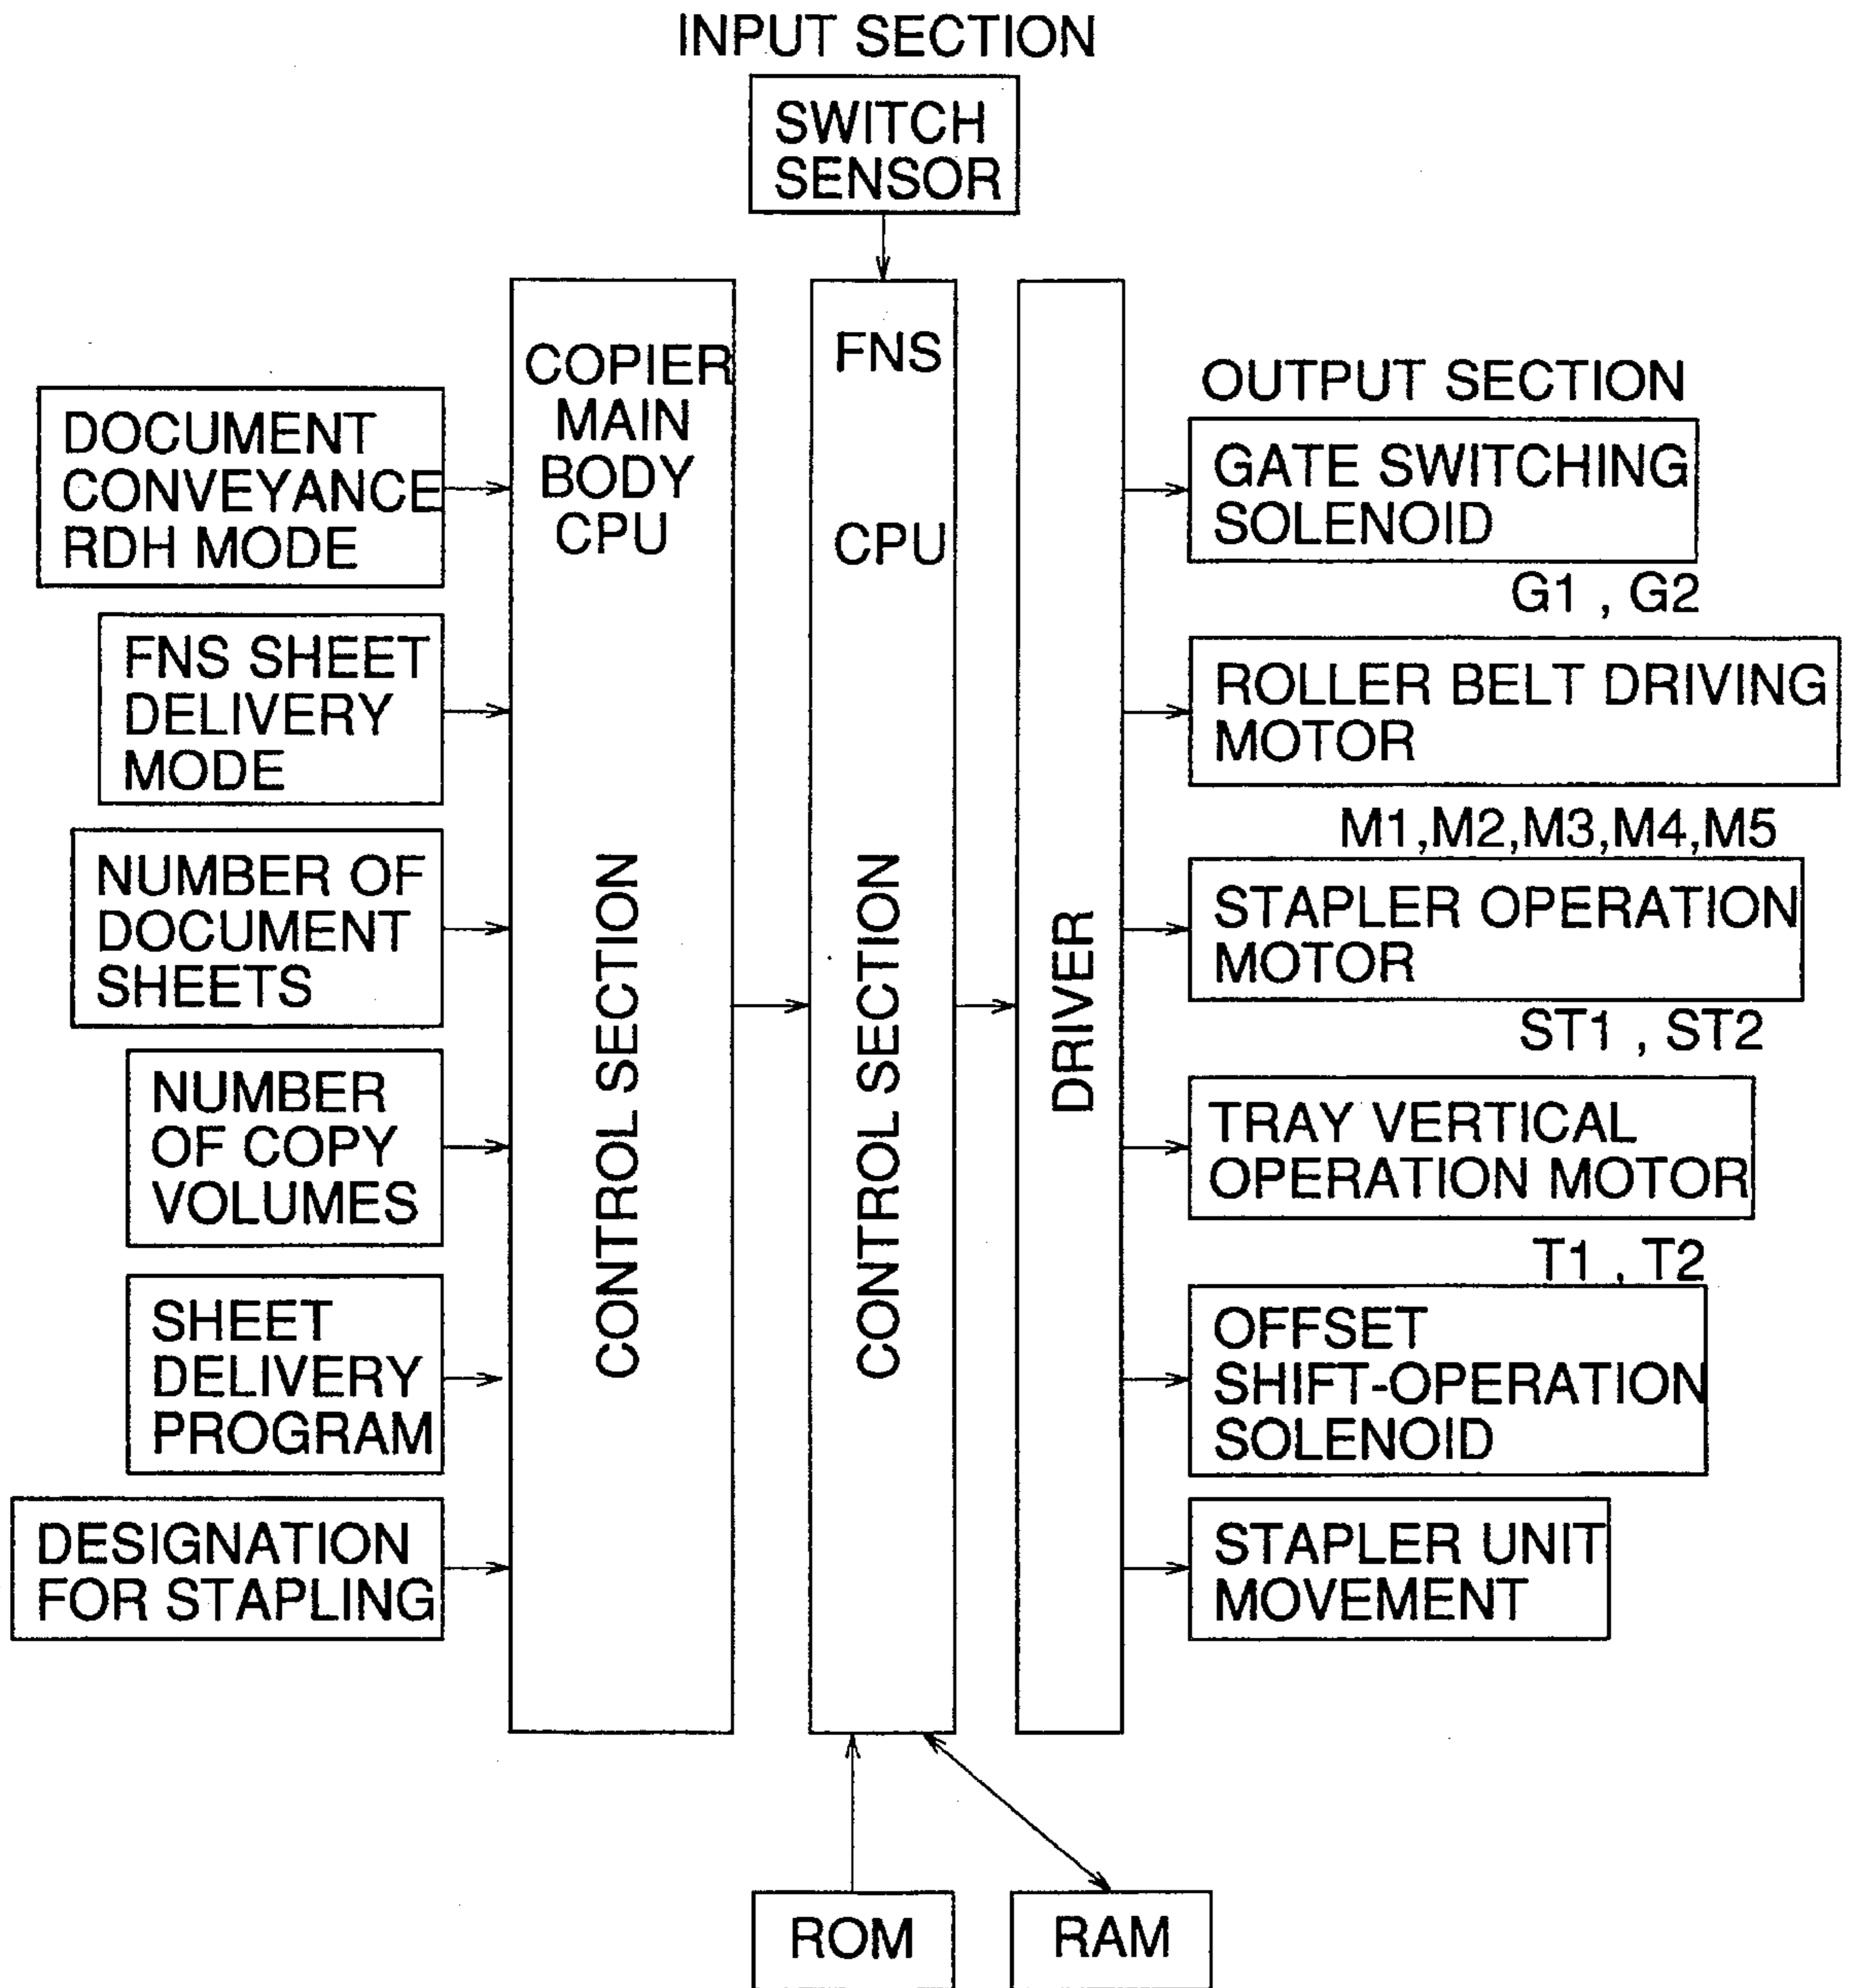 INPUT SECTION
SWITCH
SENSOR
DOCUMENT
CONVEYANCE
RDH MODE
FNS SHEET
DELIVERY
MODE
NUMBER OF
DOCUMENT
SHEETS
NUMBER
OF COPY
VOLUMES
SHEET
DELIVERY
PROGRAM
DESIGNATION
FOR STAPLING
COPIER
MAIN
BODY
CPU
CONTROL SECTION
FNS
CPU
CONTROL SECTION
DRIVER
OUTPUT SECTION
GATE SWITCHING
SOLENOID
G1 , G2
ROLLER BELT DRIVING
MOTOR
M1,M2,M3,M4,M5
STAPLER OPERATION
MOTOR
ST1 , ST2
TRAY VERTICAL
OPERATION MOTOR
T1 , T2
OFFSET
SHIFT-OPERATION
SOLENOID
STAPLER UNIT
MOVEMENT
ROM
RAM